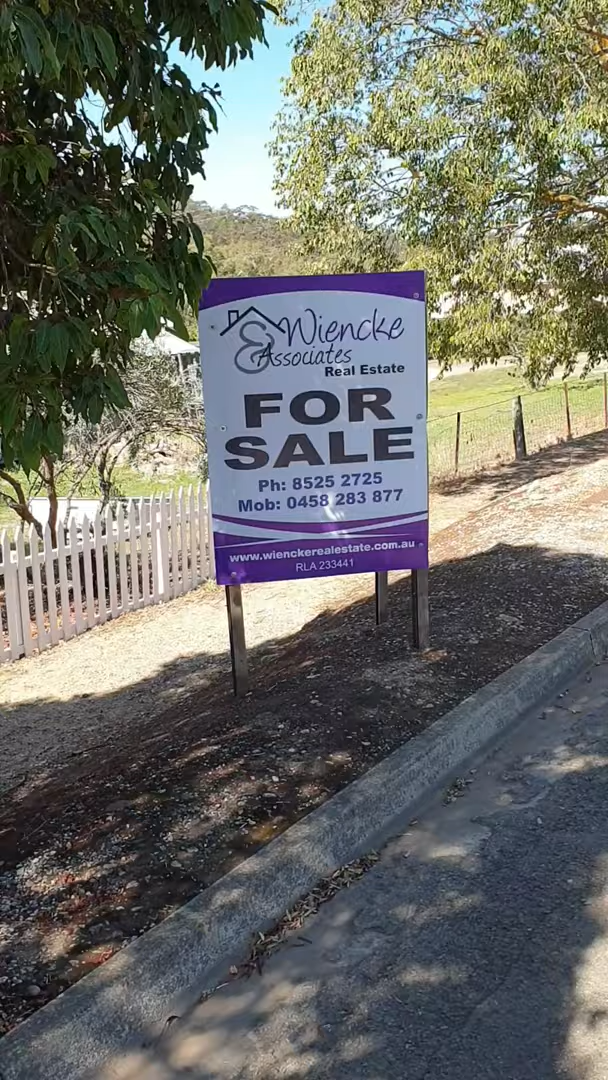 Wiencke
& Associates
Real Estate
FOR
SALE
Ph: 8525 2725
Mob: 0458 283 877
www.wienckerealestate.com.au
RLA 233441